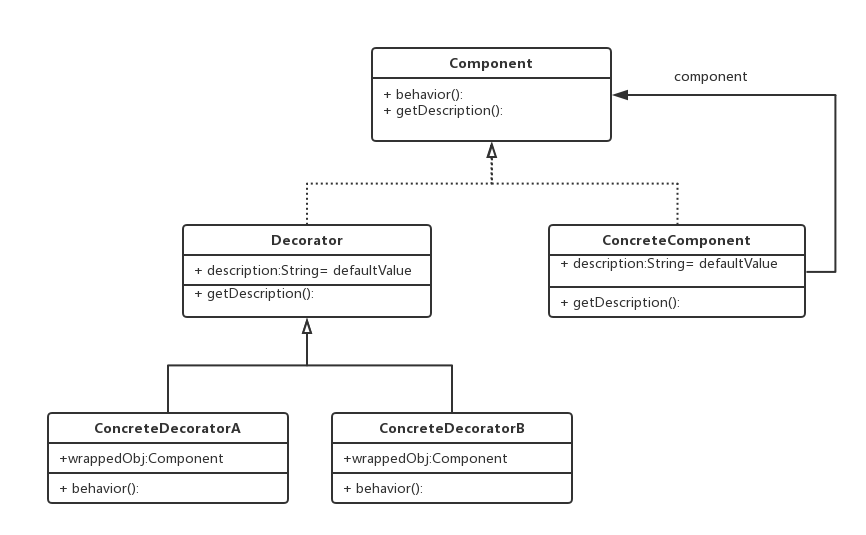 Component
+ behavior():
+ getDescription():
component
Decorator
+ description:String= defaultValue
+ getDescription():
ConcreteComponent
+ description:String= defaultValue
+ getDescription():
ConcreteDecoratorA
+wrappedObj:Component
+ behavior():
ConcreteDecoratorB
+wrappedObj:Component
+ behavior():